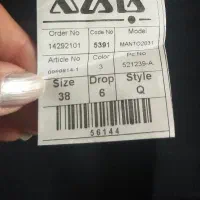 Order No Code No Model
14292101 5391 MANTO2031
Article No Color Pic.No
3 521239-A
Size Drop Style
38 6 Q
56144